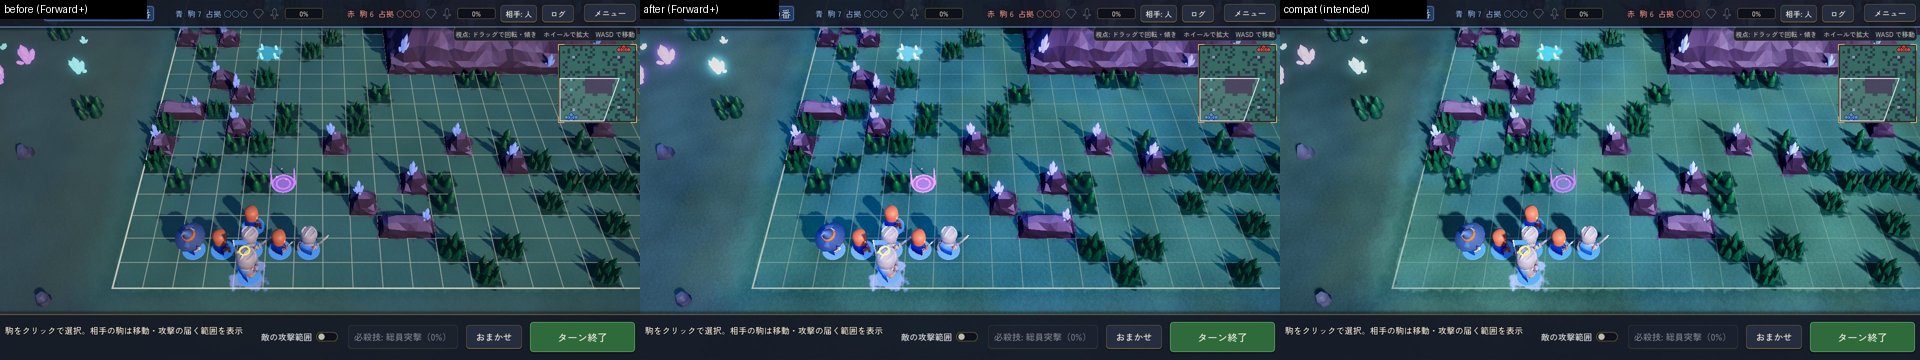 before (Forward+)
番
青 駒 7 占拠 ○○○
0%
赤 駒 6 占拠 ○○○
0%
相手: 人
ログ
メニュー
視点: ドラッグで回転・傾き ホイールで拡大 WASD で移動
駒をクリックで選択。相手の駒は移動・攻撃の届く範囲を表示
敵の攻撃範囲
必殺技: 総員突撃（0%）
おまかせ
ターン終了
after (Forward+)
番
青 駒 7 占拠 ○○○
0%
赤 駒 6 占拠 ○○○
0%
相手: 人
ログ
メニュー
視点: ドラッグで回転・傾き ホイールで拡大 WASD で移動
駒をクリックで選択。相手の駒は移動・攻撃の届く範囲を表示
敵の攻撃範囲
必殺技: 総員突撃（0%）
おまかせ
ターン終了
compat (intended)
青 駒 7 占拠 ○○○
0%
赤 駒 6 占拠 ○○○
0%
相手: 人
ログ
メニュー
視点: ドラッグで回転・傾き ホイールで拡大 WASD で移動
駒をクリックで選択。相手の駒は移動・攻撃の届く範囲を表示
敵の攻撃範囲
必殺技: 総員突撃（0%）
おまかせ
ターン終了